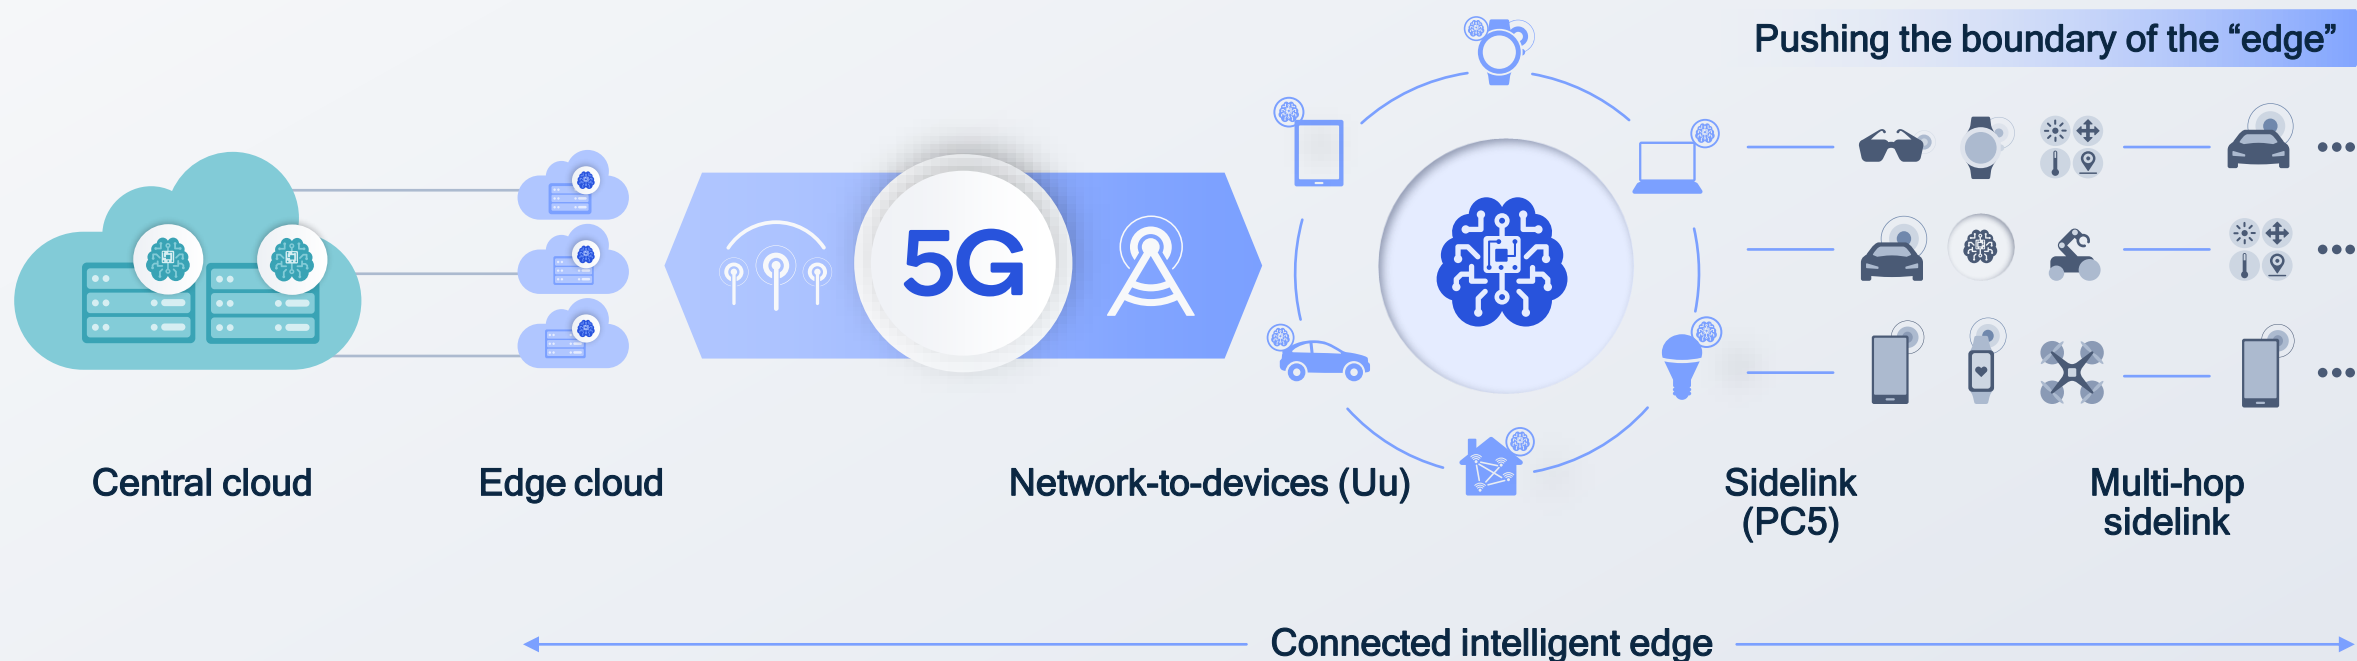 Pushing the boundary of the “edge”
5G
Central cloud
Edge cloud
Network-to-devices (Uu)
Sidelink
(PC5)
Multi-hop
sidelink
Connected intelligent edge